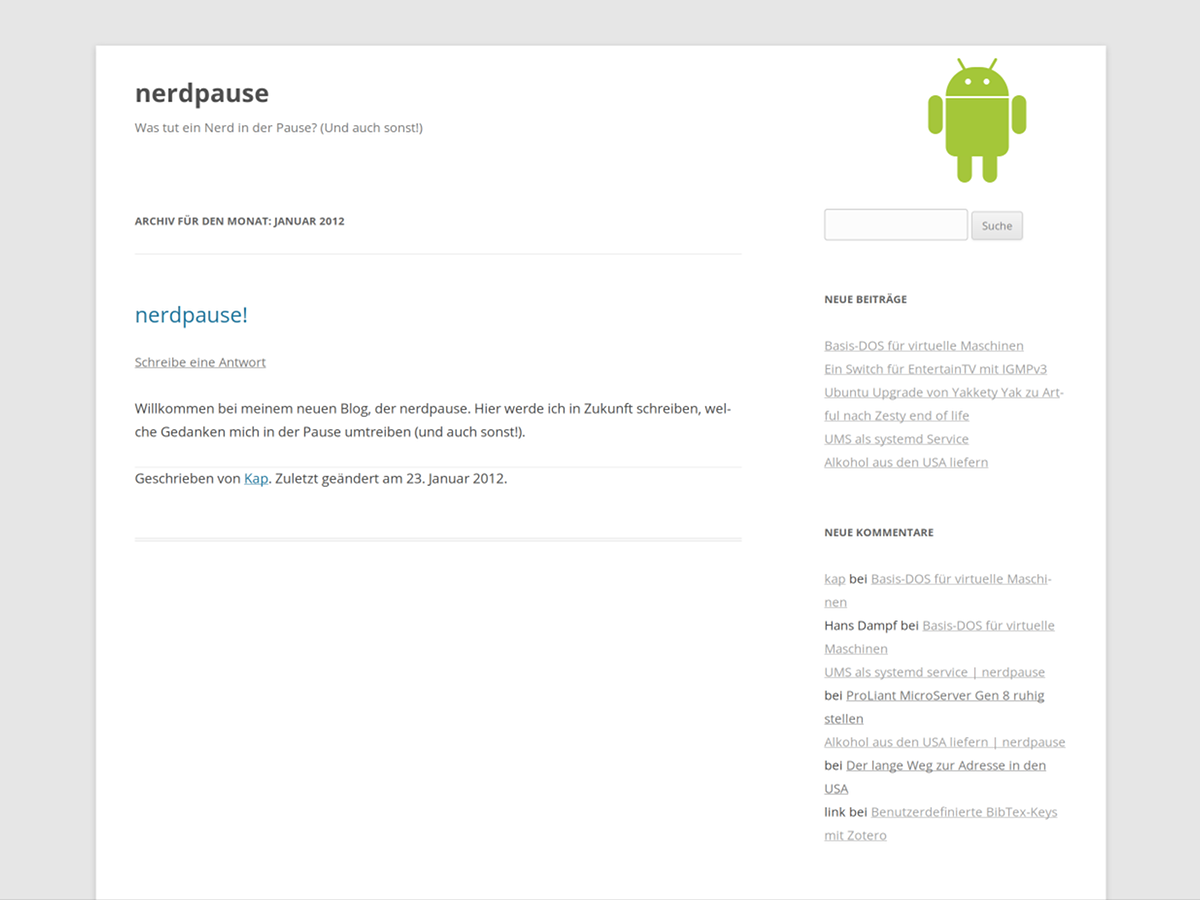 nerdpause
Was tut ein Nerd in der Pause? (Und auch sonst!)
ARCHIV FÜR DEN MONAT: JANUAR 2012
nerdpause!
Schreibe eine Antwort
Willkommen bei meinem neuen Blog, der nerdpause. Hier werde ich in Zukunft schreiben, wel-
che Gedanken mich in der Pause umtreiben (und auch sonst!).
Geschrieben von Kap. Zuletzt geändert am 23. Januar 2012.
Suche
NEUE BEITRÄGE
Basis-DOS für virtuelle Maschinen
Ein Switch für EntertainTV mit IGMPv3
Ubuntu Upgrade von Yakkety Yak zu Art-
ful nach Zesty end of life
UMS als systemd Service
Alkohol aus den USA liefern
NEUE KOMMENTARE
kap bei Basis-DOS für virtuelle Maschi-
nen
Hans Dampf bei Basis-DOS für virtuelle
Maschinen
UMS als systemd service | nerdpause
bei ProLiant MicroServer Gen 8 ruhig
stellen
Alkohol aus den USA liefern | nerdpause
bei Der lange Weg zur Adresse in den
USA
link bei Benutzerdefinierte BibTex-Keys
mit Zotero